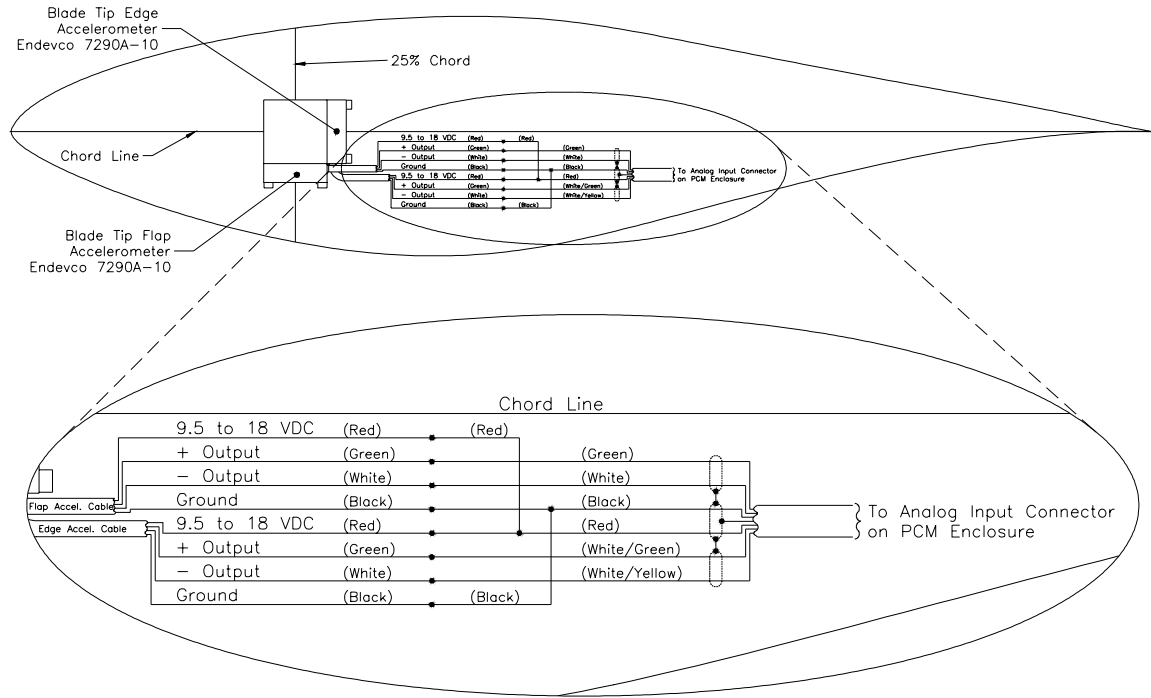 Blade Tip Edge
Accelerometer
Endevco 7290A-10
25% Chord
Chord Line
9.5 to 18 VDC (Red) (Red)
+ Output (Green) (Green)
- Output (White) (White)
Ground (Black) (Black)
9.5 to 18 VDC (Red) (Red)
+ Output (Green) (White/Green)
- Output (White) (White/Yellow)
Ground (Black) (Black)
To Analog Input Connector
on PCM Enclosure
Blade Tip Flap
Accelerometer
Endevco 7290A-10
Chord Line
9.5 to 18 VDC (Red) (Red)
+ Output (Green) (Green)
- Output (White) (White)
Ground (Black) (Black)
9.5 to 18 VDC (Red) (Red)
+ Output (Green) (White/Green)
- Output (White) (White/Yellow)
Ground (Black) (Black)
Flap Accel. Cable
Edge Accel. Cable
To Analog Input Connector
on PCM Enclosure